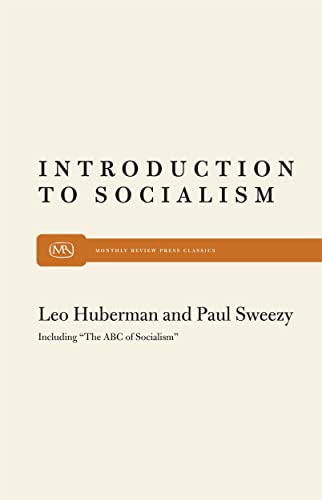 INTRODUCTION
TO SOCIALISM
MR
MONTHLY REVIEW PRESS CLASSICS
Leo Huberman and Paul Sweezy
Including “The ABC of Socialism”